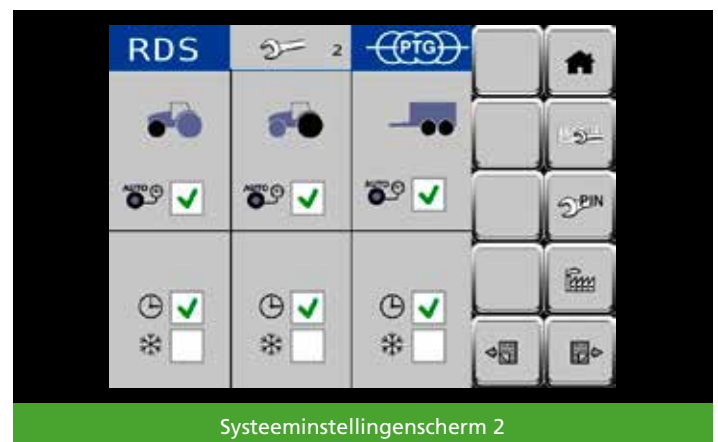 RDS 2 PTG
AUTO AUTO AUTO
PIN
Systeeminstellingenscherm 2